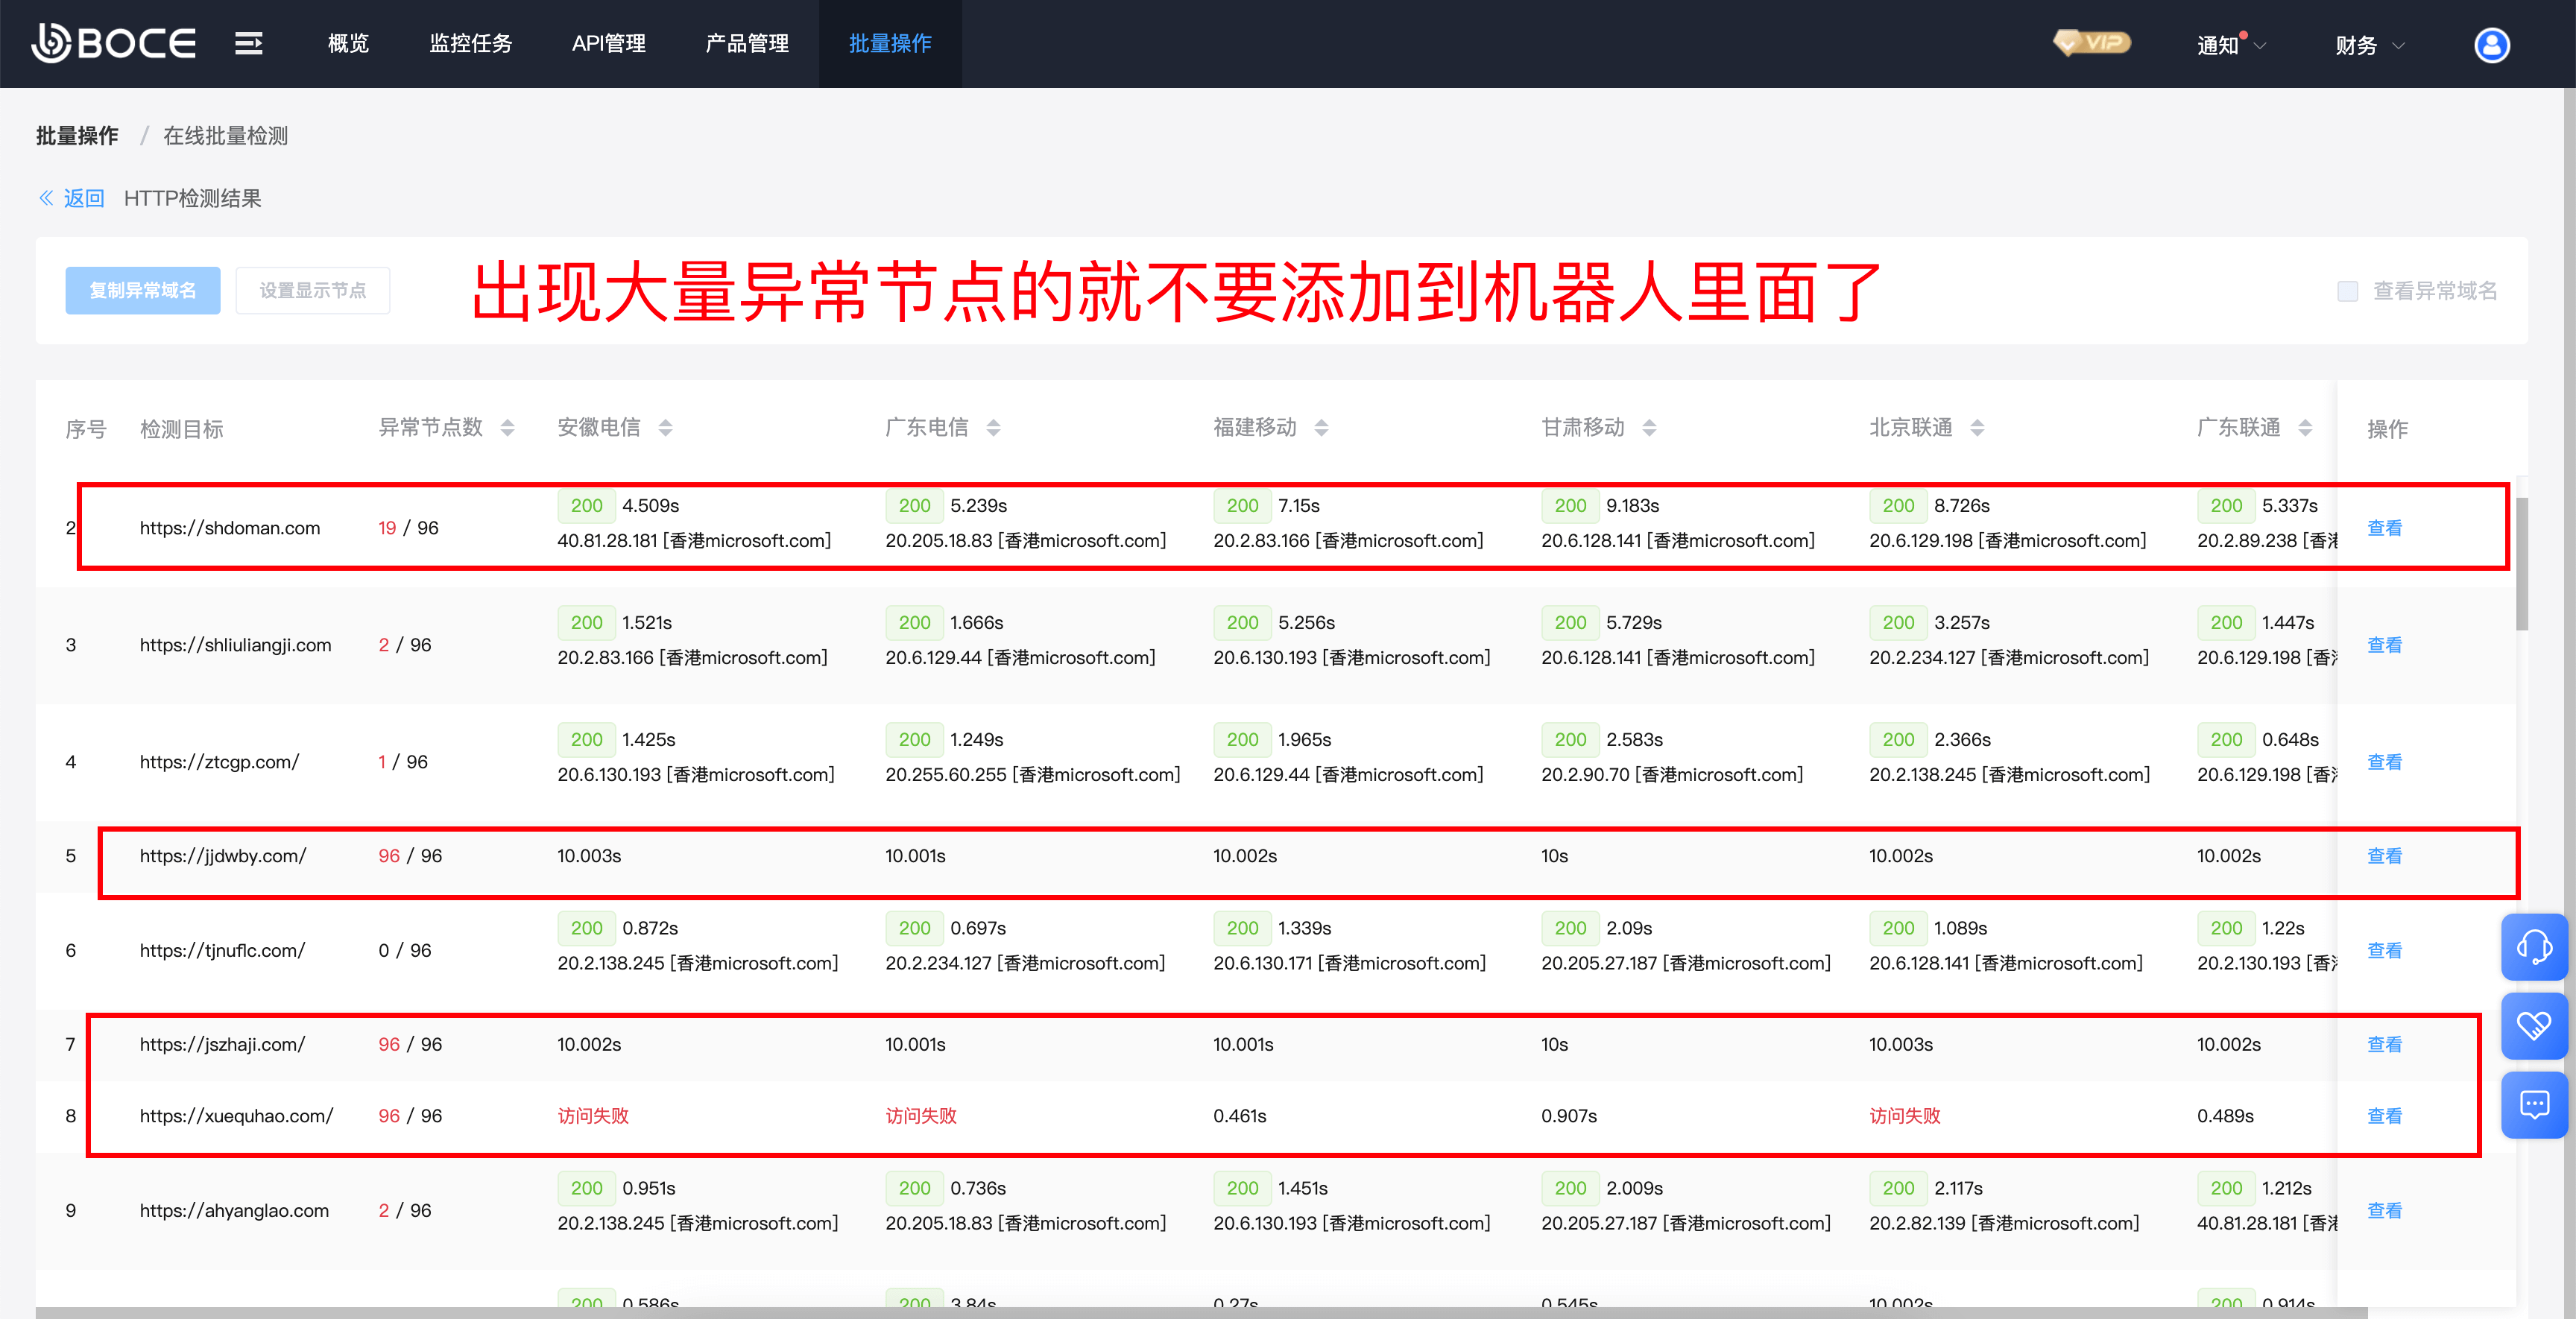 BOCE 概览 监控任务 API管理 产品管理 批量操作 VIP 通知 财务
批量操作 / 在线批量检测
返回 HTTP检测结果
复制异常域名 设置显示节点 出现大量异常节点的就不要添加到机器人里面了 查看异常域名
序号 检测目标 异常节点数 安徽电信 广东电信 福建移动 甘肃移动 北京联通 广东联通 操作
200 4.509s 200 5.239s 200 7.15s 200 9.183s 200 8.726s 200 5.337s
2 https://shdoman.com 19 / 96 查看
40.81.28.181 [香港microsoft.com] 20.205.18.83 [香港microsoft.com] 20.2.83.166 [香港microsoft.com] 20.6.128.141 [香港microsoft.com] 20.6.129.198 [香港microsoft.com] 20.2.89.238 [香
200 1.521s 200 1.666s 200 5.256s 200 5.729s 200 3.257s 200 1.447s
3 https://shliuliangji.com 2 / 96 查看
20.2.83.166 [香港microsoft.com] 20.6.129.44 [香港microsoft.com] 20.6.130.193 [香港microsoft.com] 20.6.128.141 [香港microsoft.com] 20.2.234.127 [香港microsoft.com] 20.6.129.198 [香
200 1.425s 200 1.249s 200 1.965s 200 2.583s 200 2.366s 200 0.648s
4 https://ztcgp.com/ 1 / 96 查看
20.6.130.193 [香港microsoft.com] 20.255.60.255 [香港microsoft.com] 20.6.129.44 [香港microsoft.com] 20.2.90.70 [香港microsoft.com] 20.2.138.245 [香港microsoft.com] 20.6.129.198 [香
5 https://jjdwby.com/ 96 / 96 10.003s 10.001s 10.002s 10s 10.002s 10.002s 查看
200 0.872s 200 0.697s 200 1.339s 200 2.09s 200 1.089s 200 1.22s
6 https://tjnuflc.com/ 0 / 96 查看
20.2.138.245 [香港microsoft.com] 20.2.234.127 [香港microsoft.com] 20.6.130.171 [香港microsoft.com] 20.205.27.187 [香港microsoft.com] 20.6.128.141 [香港microsoft.com] 20.2.130.193 [香
7 https://jszhaji.com/ 96 / 96 10.002s 10.001s 10.001s 10s 10.003s 10.002s 查看
8 https://xuequhao.com/ 96 / 96 访问失败 访问失败 0.461s 0.907s 访问失败 0.489s 查看
200 0.951s 200 0.736s 200 1.451s 200 2.009s 200 2.117s 200 1.212s
9 https://ahyanglao.com 2 / 96 查看
20.2.138.245 [香港microsoft.com] 20.205.18.83 [香港microsoft.com] 20.6.130.193 [香港microsoft.com] 20.205.27.187 [香港microsoft.com] 20.2.82.139 [香港microsoft.com] 40.81.28.181 [香
200 0.586s 200 3.84s 0.27s 0.545s 10.002s 200 0.914s